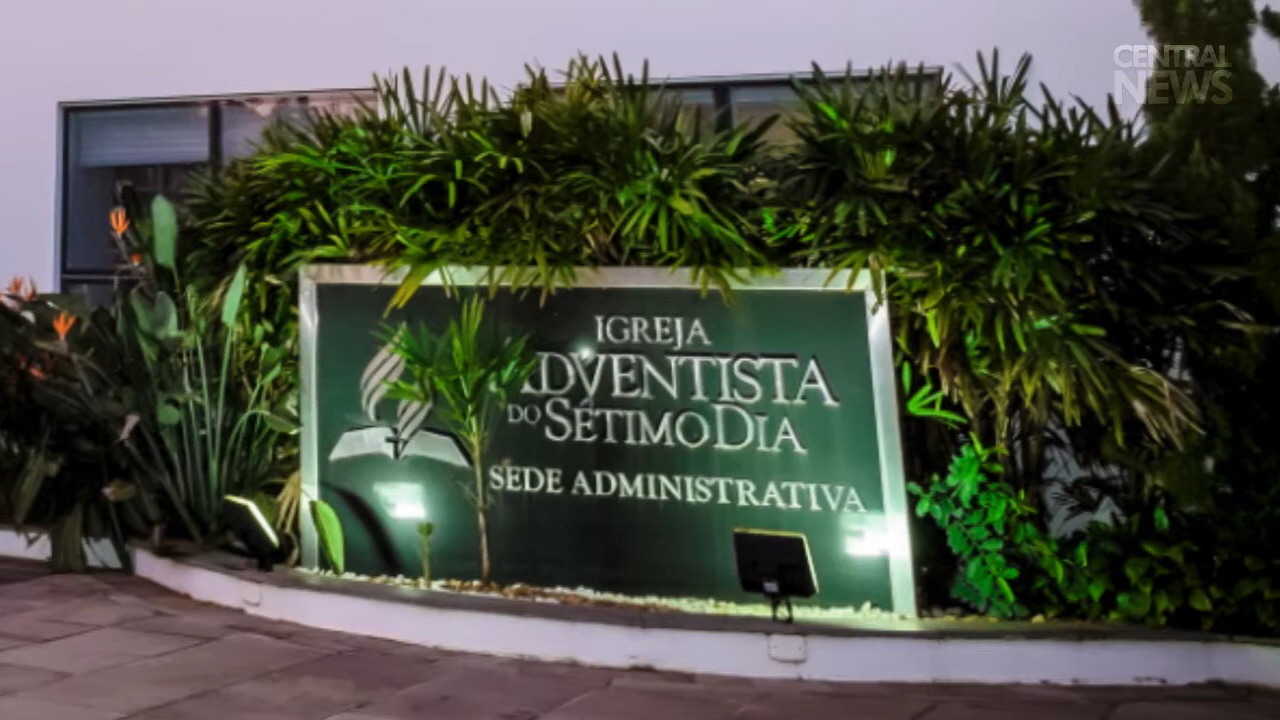 CENTRAL
NEWS
IGREJA
ADVENTISTA
DO SÉTIMO DIA
SEDE ADMINISTRATIVA